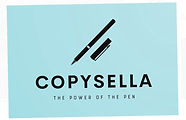 COPYSELLA
THE POWER OF THE PEN